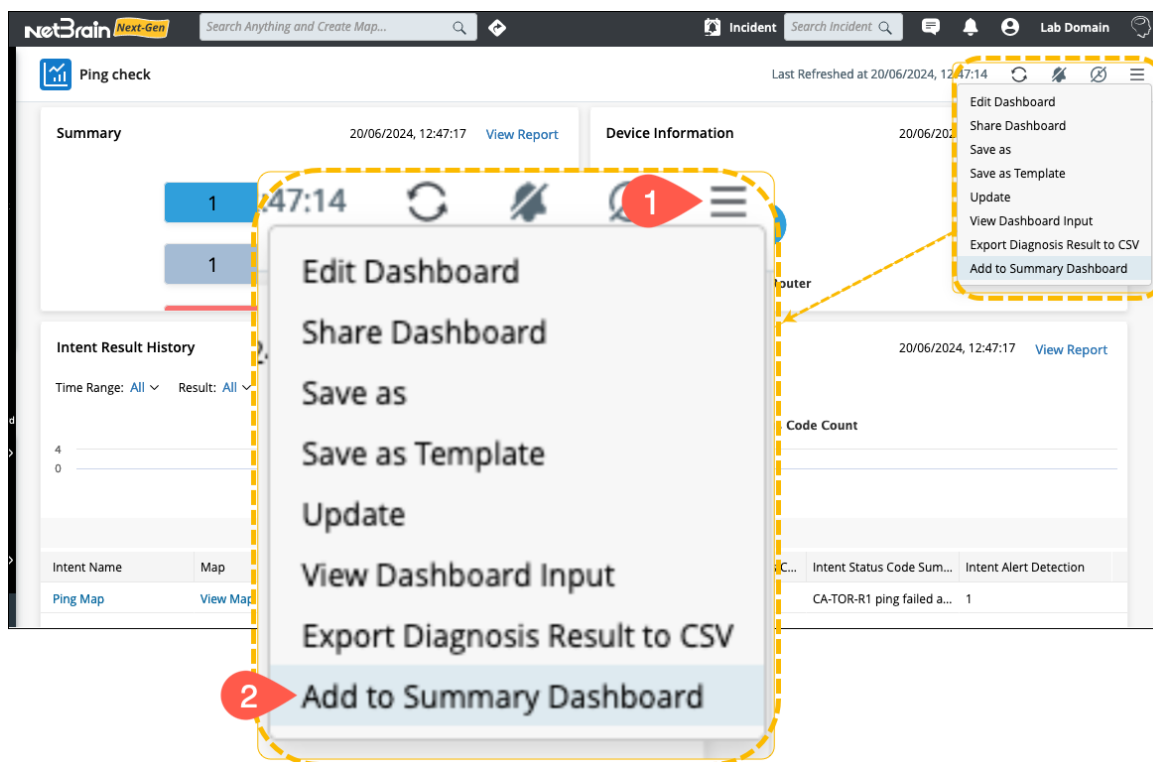 NetBrain Next-Gen
Search Anything and Create Map...
Incident
Search Incident
Lab Domain
Ping check
Last Refreshed at 20/06/2024, 12:47:14
Edit Dashboard
Share Dashboard
Save as
Save as Template
Update
View Dashboard Input
Export Diagnosis Result to CSV
Add to Summary Dashboard
Summary
20/06/2024, 12:47:17 View Report
1
1
Device Information
20/06/202
outer
:47:14
1
Edit Dashboard
Share Dashboard
Save as
Save as Template
Update
View Dashboard Input
Export Diagnosis Result to CSV
2
Add to Summary Dashboard
Intent Result History
Time Range: All Result: All
4
0
20/06/2024, 12:47:17 View Report
Code Count
Intent Name Map
C... Intent Status Code Sum... Intent Alert Detection
Ping Map View Map
CA-TOR-R1 ping failed a... 1